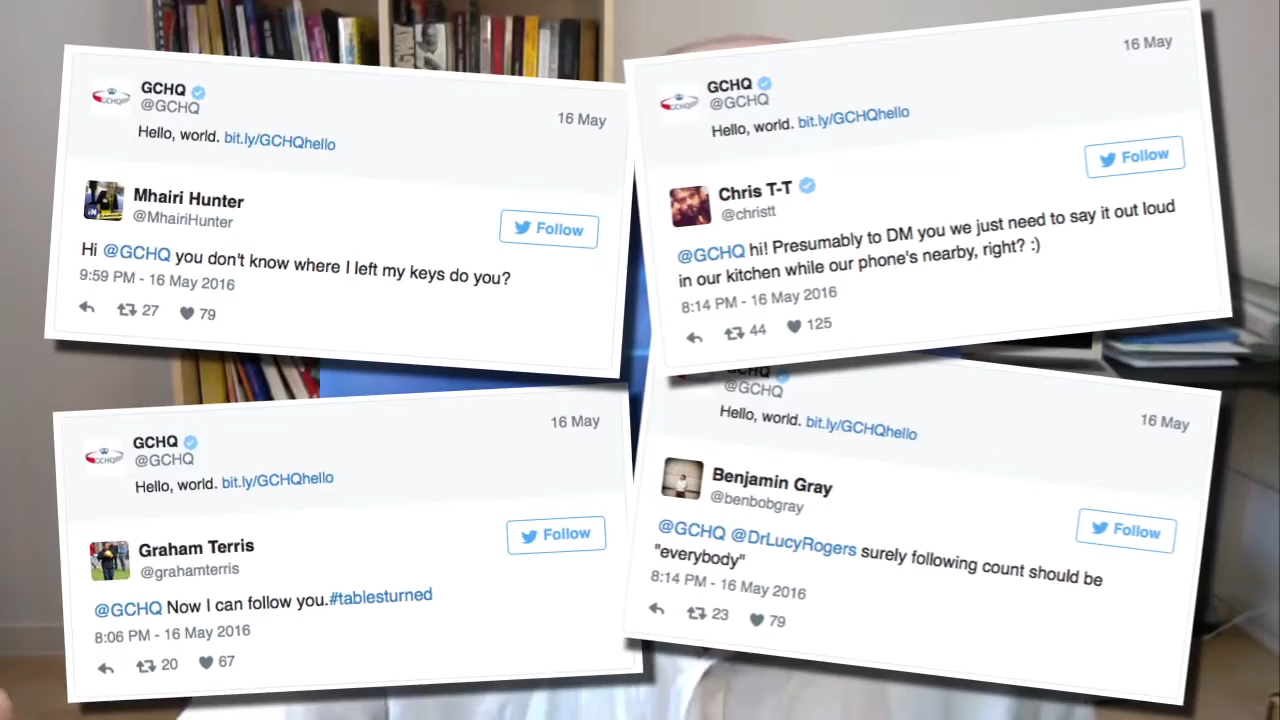 GCHQ
@GCHQ
16 May
Hello, world. bit.ly/GCHQhello
Mhairi Hunter
@MhairiHunter
Follow
Hi @GCHQ you don't know where I left my keys do you?
9:59 PM - 16 May 2016
27 79
GCHQ
@GCHQ
16 May
Hello, world. bit.ly/GCHQhello
Chris T-T
@christt
Follow
@GCHQ hi! Presumably to DM you we just need to say it out loud
in our kitchen while our phone's nearby, right? :)
8:14 PM - 16 May 2016
44 125
GCHQ
@GCHQ
16 May
Hello, world. bit.ly/GCHQhello
Graham Terris
@grahamterris
Follow
@GCHQ Now I can follow you.#tablesturned
8:06 PM - 16 May 2016
20 67
GCHQ
@GCHQ
16 May
Hello, world. bit.ly/GCHQhello
Benjamin Gray
@benbobgray
Follow
@GCHQ @DrLucyRogers surely following count should be
"everybody"
8:14 PM - 16 May 2016
23 79